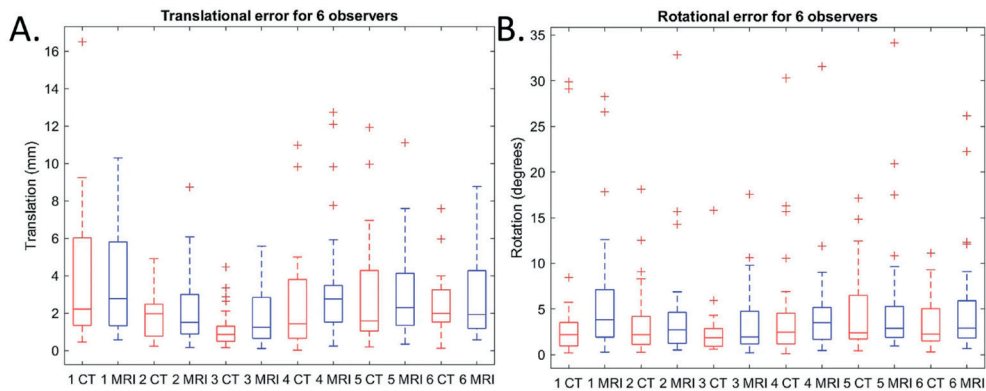 A.
Translational error for 6 observers
16
14
12
10
8
6
4
2
0
Translation (mm)
1 CT 1 MRI 2 CT 2 MRI 3 CT 3 MRI 4 CT 4 MRI 5 CT 5 MRI 6 CT 6 MRI
B.
Rotational error for 6 observers
35
30
25
20
15
10
5
0
Rotation (degrees)
1 CT 1 MRI 2 CT 2 MRI 3 CT 3 MRI 4 CT 4 MRI 5 CT 5 MRI 6 CT 6 MRI